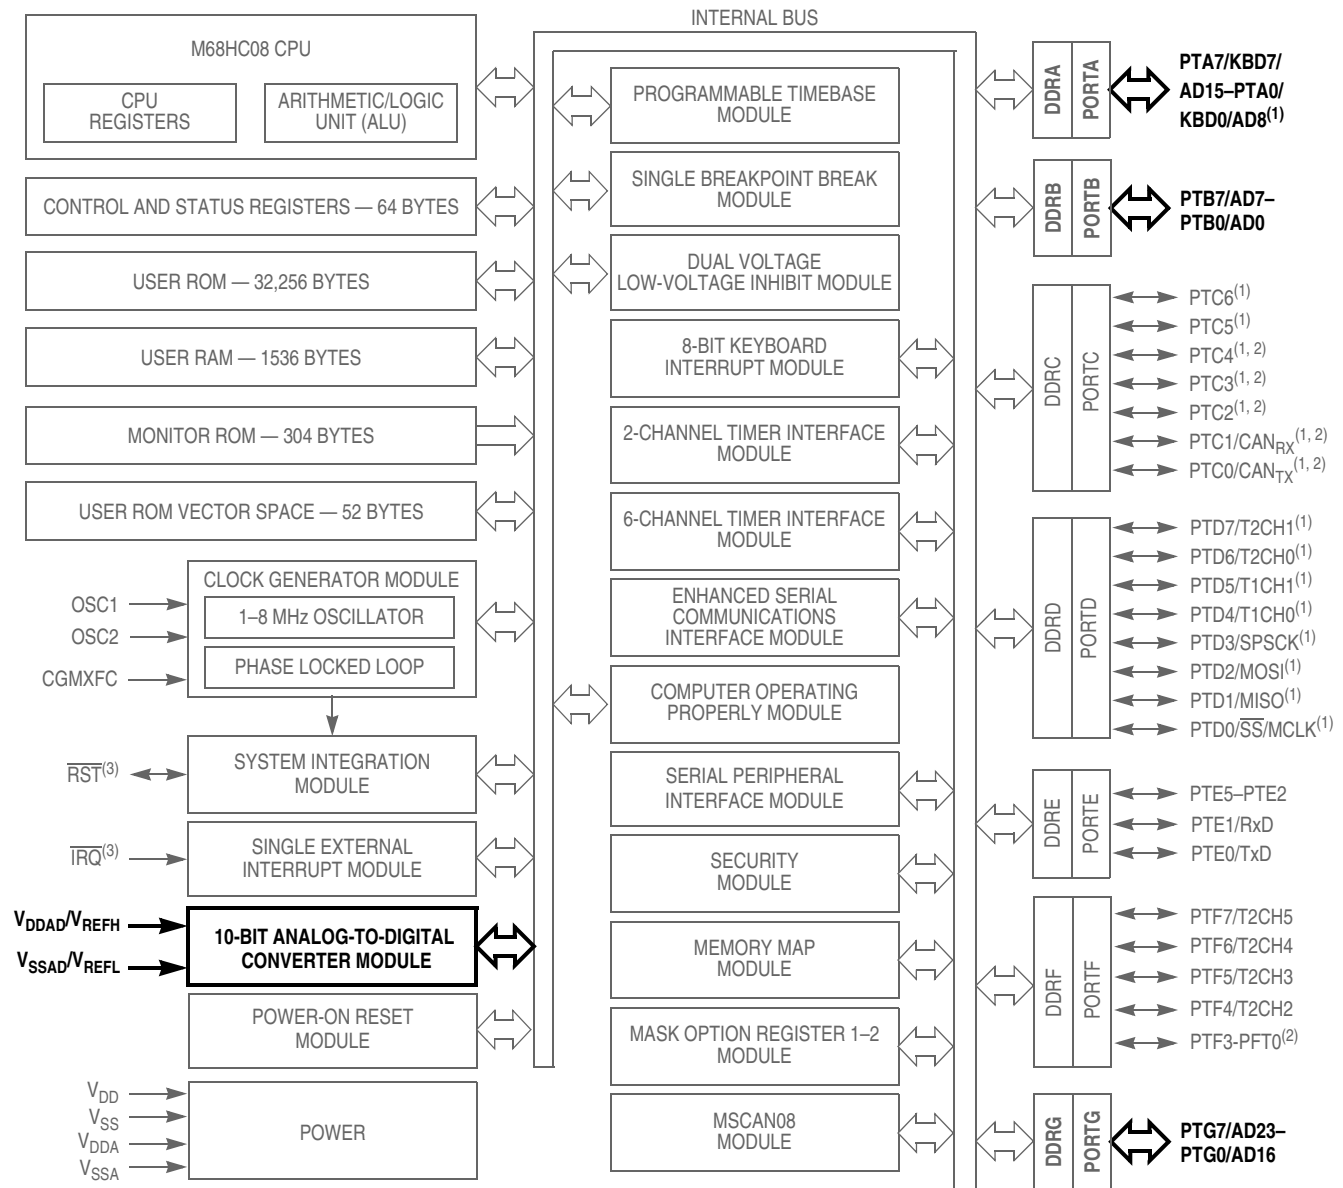 INTERNAL BUS
M68HC08 CPU
CPU
REGISTERS
ARITHMETIC/LOGIC
UNIT (ALU)
CONTROL AND STATUS REGISTERS — 64 BYTES
USER ROM — 32,256 BYTES
USER RAM — 1536 BYTES
MONITOR ROM — 304 BYTES
USER ROM VECTOR SPACE — 52 BYTES
OSC1
OSC2
CGMXFC
CLOCK GENERATOR MODULE
1–8 MHz OSCILLATOR
PHASE LOCKED LOOP
RST(3)
SYSTEM INTEGRATION
MODULE
IRQ(3)
SINGLE EXTERNAL
INTERRUPT MODULE
VDDAD/VREFH
VSSAD/VREFL
10-BIT ANALOG-TO-DIGITAL
CONVERTER MODULE
POWER-ON RESET
MODULE
VDD
VSS
VDDA
VSSA
POWER
PROGRAMMABLE TIMEBASE
MODULE
SINGLE BREAKPOINT BREAK
MODULE
DUAL VOLTAGE
LOW-VOLTAGE INHIBIT MODULE
8-BIT KEYBOARD
INTERRUPT MODULE
2-CHANNEL TIMER INTERFACE
MODULE
6-CHANNEL TIMER INTERFACE
MODULE
ENHANCED SERIAL
COMMUNICATIONS
INTERFACE MODULE
COMPUTER OPERATING
PROPERLY MODULE
SERIAL PERIPHERAL
INTERFACE MODULE
SECURITY
MODULE
MEMORY MAP
MODULE
MASK OPTION REGISTER 1–2
MODULE
MSCAN08
MODULE
DDRA
PORTA
PTA7/KBD7/
AD15–PTA0/
KBD0/AD8(1)
DDRB
PORTB
PTB7/AD7–
PTB0/AD0
DDRC
PORTC
PTC6(1)
PTC5(1)
PTC4(1, 2)
PTC3(1, 2)
PTC2(1, 2)
PTC1/CANRX(1, 2)
PTC0/CANTX(1, 2)
DDRD
PORTD
PTD7/T2CH1(1)
PTD6/T2CH0(1)
PTD5/T1CH1(1)
PTD4/T1CH0(1)
PTD3/SPSCK(1)
PTD2/MOSI(1)
PTD1/MISO(1)
PTD0/SS/MCLK(1)
DDRE
PORTE
PTE5–PTE2
PTE1/RxD
PTE0/TxD
DDRF
PORTF
PTF7/T2CH5
PTF6/T2CH4
PTF5/T2CH3
PTF4/T2CH2
PTF3-PFT0(2)
DDRG
PORTG
PTG7/AD23–
PTG0/AD16